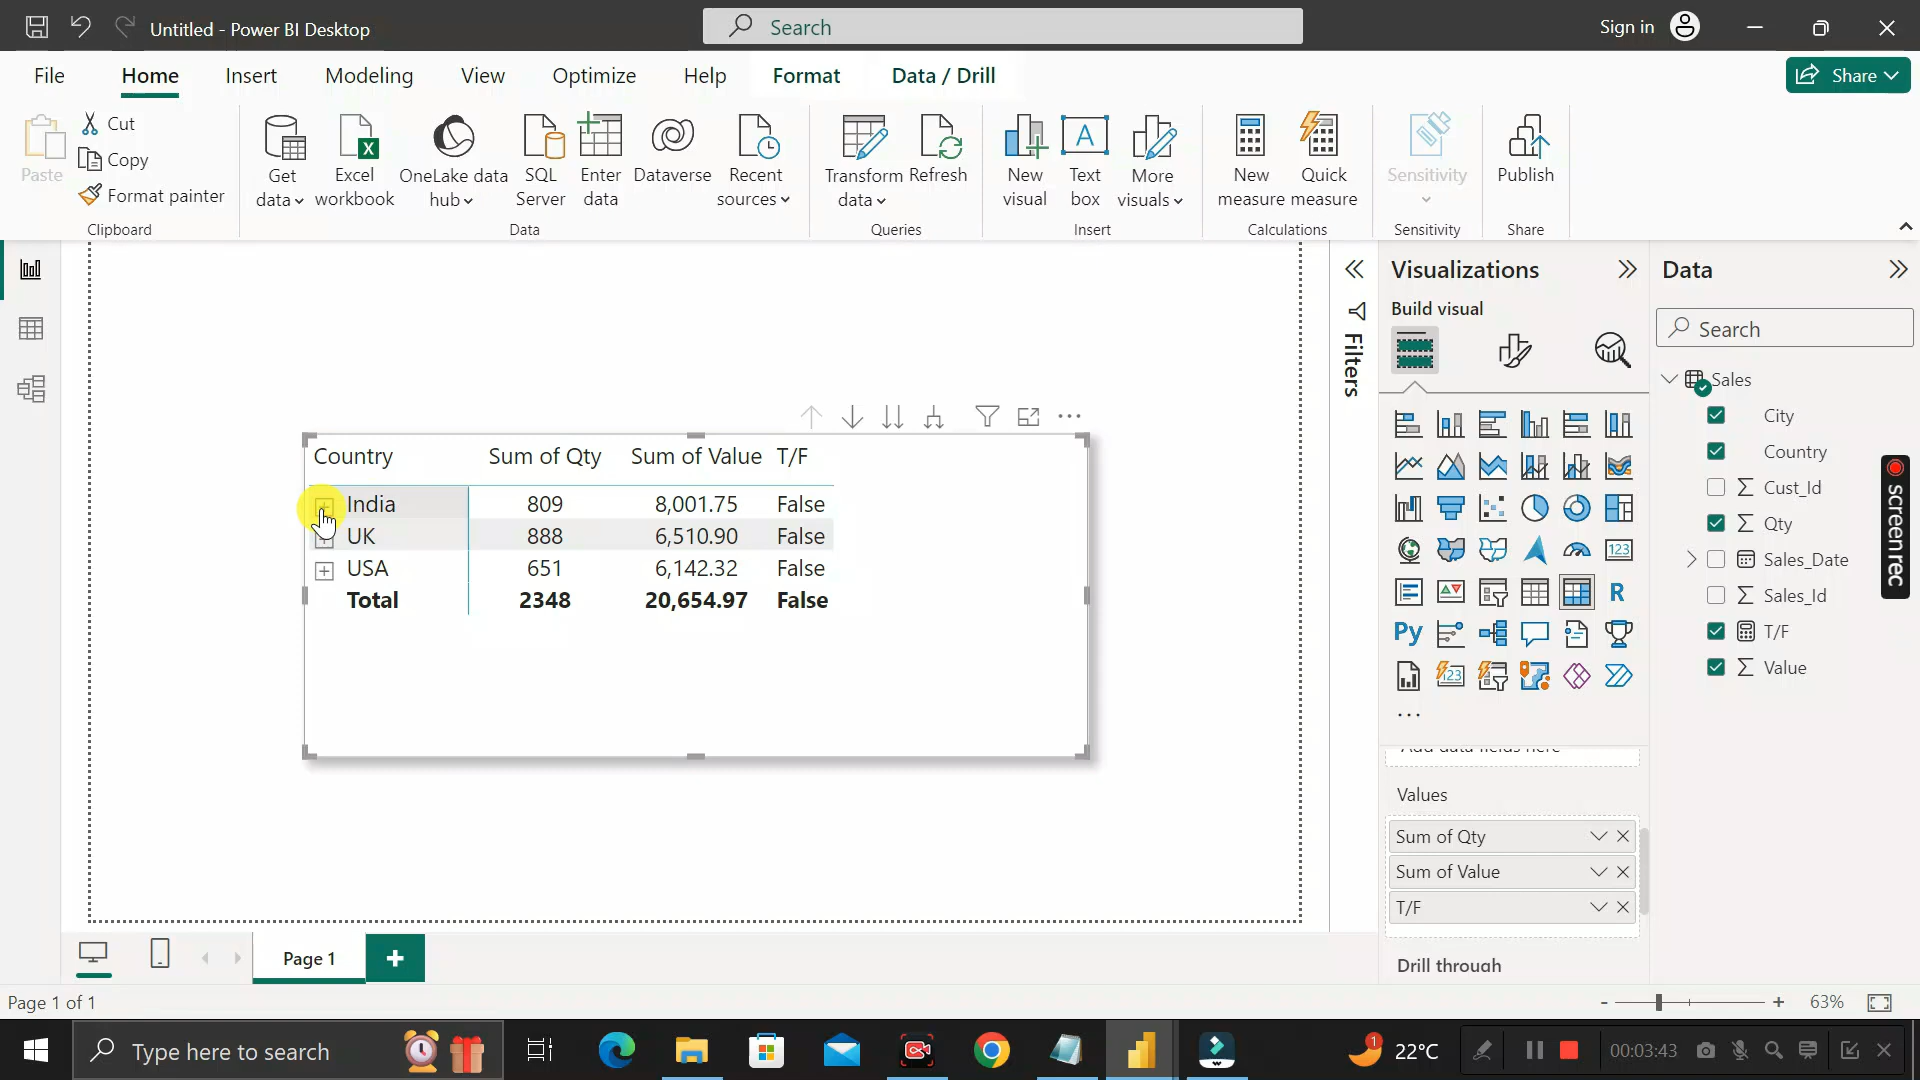 Untitled - Power BI Desktop
Search
Sign in
File
Home
Insert
Modeling
View
Optimize
Help
Format
Data / Drill
Share
Paste
Cut
Copy
Format painter
Clipboard
Get data
Excel workbook
OneLake data hub
SQL Server
Enter data
Dataverse
Recent sources
Data
Transform data
Refresh
Queries
New visual
Text box
More visuals
Insert
New measure
Quick measure
Calculations
Sensitivity
Sensitivity
Publish
Share
Country Sum of Qty Sum of Value T/F
India 809 8,001.75 False
UK 888 6,510.90 False
USA 651 6,142.32 False
Total 2348 20,654.97 False
Filters
Visualizations
Build visual
123
R
Py
123
Values
Sum of Qty
Sum of Value
T/F
Drill through
Data
Search
Sales
City
Country
Cust_Id
Qty
Sales_Date
Sales_Id
T/F
Value
screen rec
Page 1
Page 1 of 1
63%
Type here to search
1
22°C
00:03:43